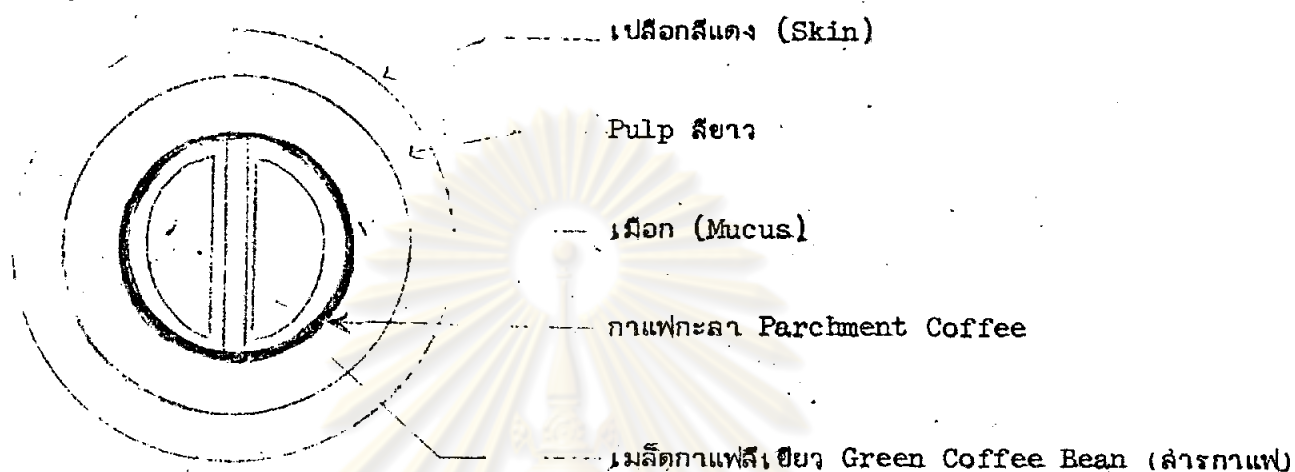 เปลือกสีแดง (Skin)
Pulp สียาว
เมือก (Mucus)
กาแฟกะลา Parchment Coffee
เมล็ดกาแฟสีเขียว Green Coffee Bean (สารกาแฟ)